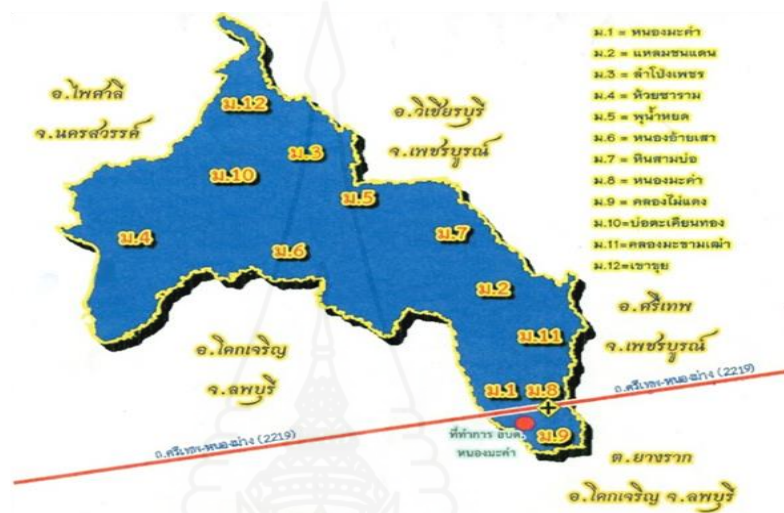 อ.ไพศาลี
จ.นครสวรรค์
อ.วิเชียรบุรี
จ.เพชรบูรณ์
ม.1 = หนองมะค่า
ม.2 = แหลมชนแดน
ม.3 = ลำโป่งเพชร
ม.4 = ห้วยซาราม
ม.5 = พุน้ำหยด
ม.6 = หนองอ้ายเสา
ม.7 = หินสามบ่อ
ม.8 = หนองมะค่า
ม.9 = คลองไผ่แดง
ม.10=บ่อตะเคียนทอง
ม.11=คลองมะขามเฒ่า
ม.12=เขาขุย
ม.12
ม.3
ม.10
ม.5
ม.4
ม.6
ม.7
ม.2
ม.11
ม.1
ม.8
ม.9
อ.ศรีเทพ
จ.เพชรบูรณ์
อ.โคกเจริญ
จ.ลพบุรี
ถ.ศรีเทพ-หนองม่วง (2219)
ถ.ศรีเทพ-หนองม่วง (2219)
ที่ทำการ อบต.
หนองมะค่า
ต.ยางราก
อ.โคกเจริญ จ.ลพบุรี